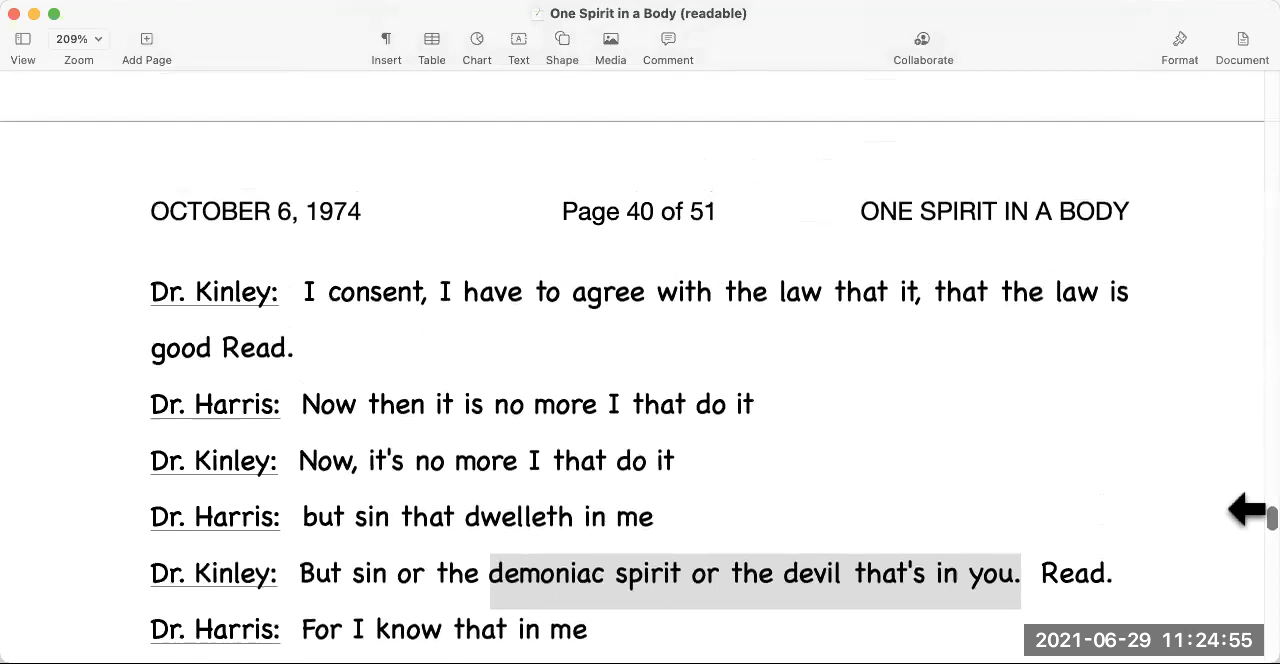 One Spirit in a Body (readable)
209%
View Zoom Add Page Insert Table Chart Text Shape Media Comment Collaborate Format Document
OCTOBER 6, 1974 Page 40 of 51 ONE SPIRIT IN A BODY
Dr. Kinley: I consent, I have to agree with the law that it, that the law is
good Read.
Dr. Harris: Now then it is no more I that do it
Dr. Kinley: Now, it's no more I that do it
Dr. Harris: but sin that dwelleth in me
Dr. Kinley: But sin or the demoniac spirit or the devil that's in you. Read.
Dr. Harris: For I know that in me
2021-06-29 11:24:55